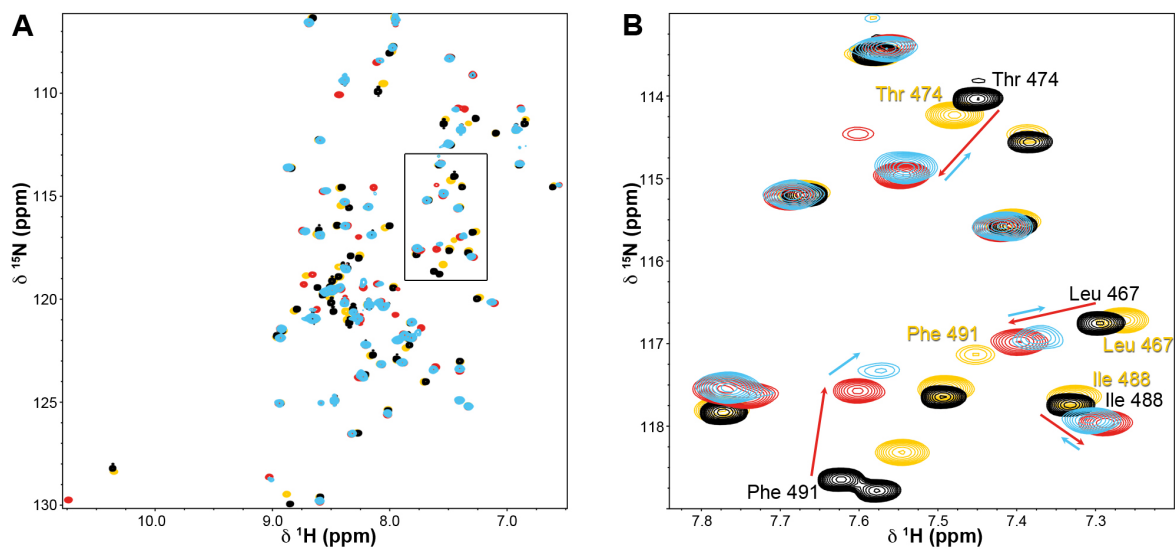 A
110
115
120
125
130
10.0
9.0
8.0
7.0
δ ¹⁵N (ppm)
δ ¹H (ppm)
B
Thr 474
Thr 474
Leu 467
Phe 491
Leu 467
Ile 488
Ile 488
Phe 491
114
115
116
117
118
7.8
7.7
7.6
7.5
7.4
7.3
δ ¹⁵N (ppm)
δ ¹H (ppm)